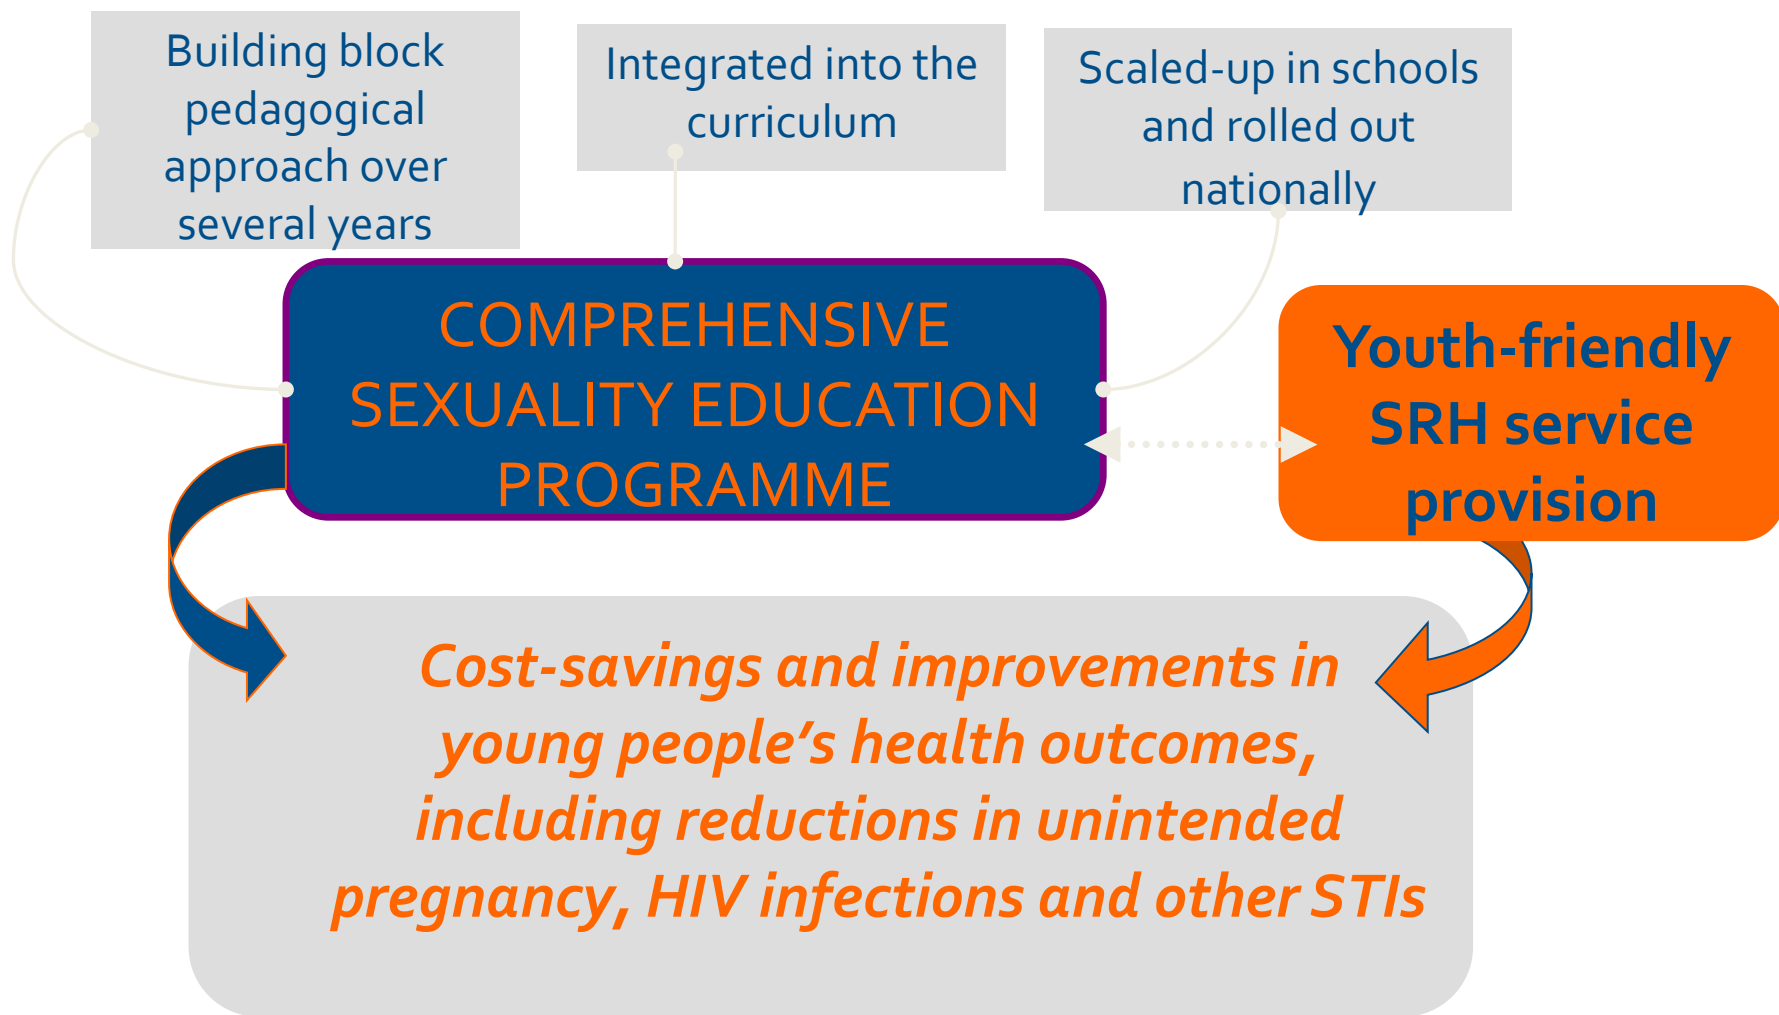 Building block
pedagogical
approach over
several years
Integrated into the
curriculum
Scaled-up in schools
and rolled out
nationally
COMPREHENSIVE
SEXUALITY EDUCATION
PROGRAMME
Youth-friendly
SRH service
provision
Cost-savings and improvements in
young people’s health outcomes,
including reductions in unintended
pregnancy, HIV infections and other STIs